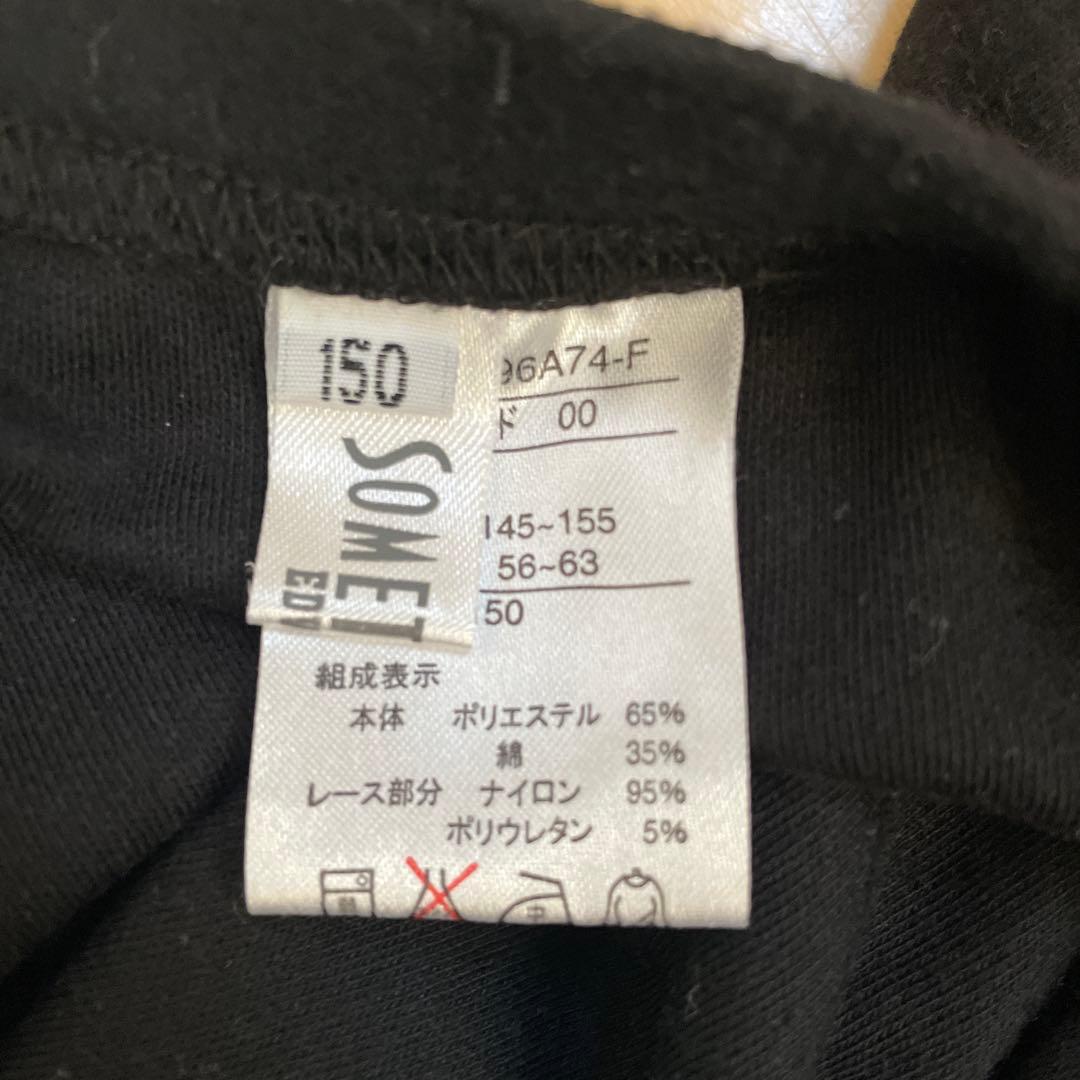 150
SOMET
96A74-F
ド 00
145~155
56~63
50
組成表示
本体 ポリエステル 65%
綿 35%
レース部分 ナイロン 95%
ポリウレタン 5%
中